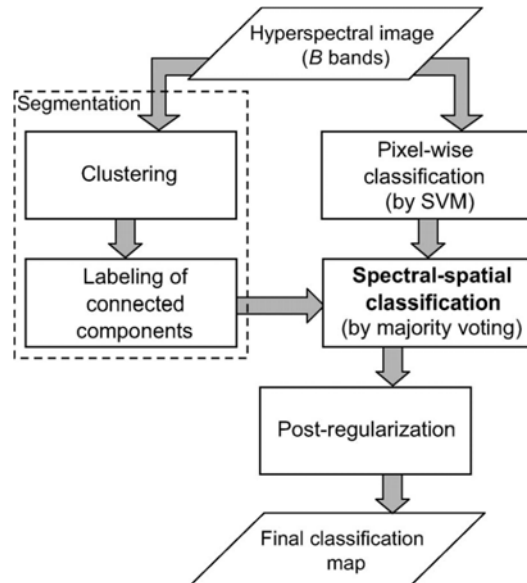 Hyperspectral image
(B bands)
Segmentation
Clustering
Pixel-wise
classification
(by SVM)
Labeling of
connected
components
Spectral-spatial
classification
(by majority voting)
Post-regularization
Final classification
map